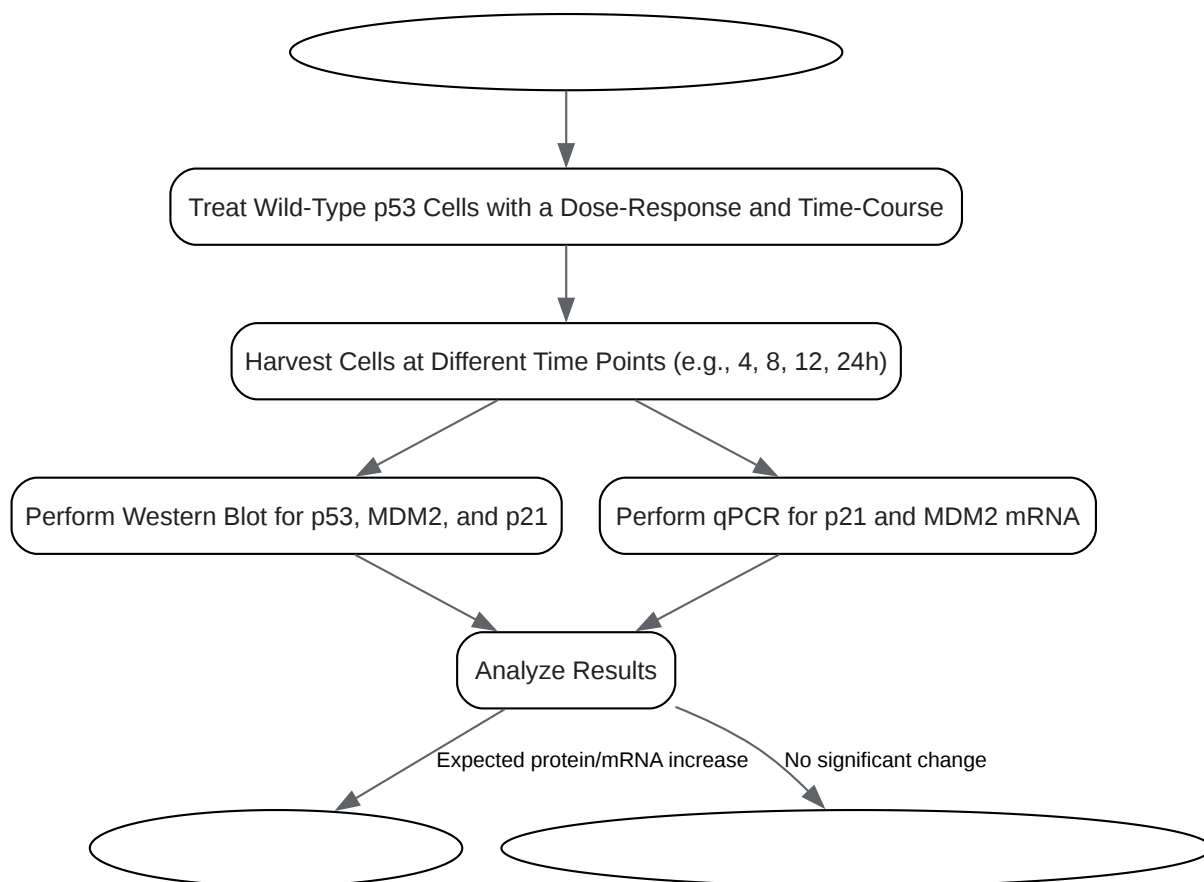 Treat Wild-Type p53 Cells with a Dose-Response and Time-Course
Harvest Cells at Different Time Points (e.g., 4, 8, 12, 24h)
Perform Western Blot for p53, MDM2, and p21
Perform qPCR for p21 and MDM2 mRNA
Analyze Results
Expected protein/mRNA increase
No significant change